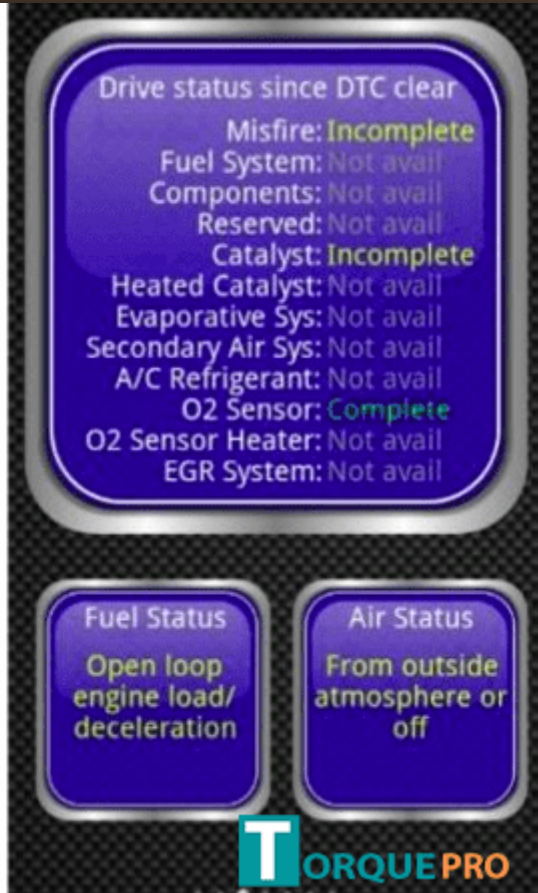 Drive status since DTC clear
Misfire: Incomplete
Fuel System: Not avail
Components: Not avail
Reserved: Not avail
Catalyst: Incomplete
Heated Catalyst: Not avail
Evaporative Sys: Not avail
Secondary Air Sys: Not avail
A/C Refrigerant: Not avail
O2 Sensor: Complete
O2 Sensor Heater: Not avail
EGR System: Not avail
Fuel Status
Open loop
engine load/
deceleration
Air Status
From outside
atmosphere or
off
TORQUE PRO